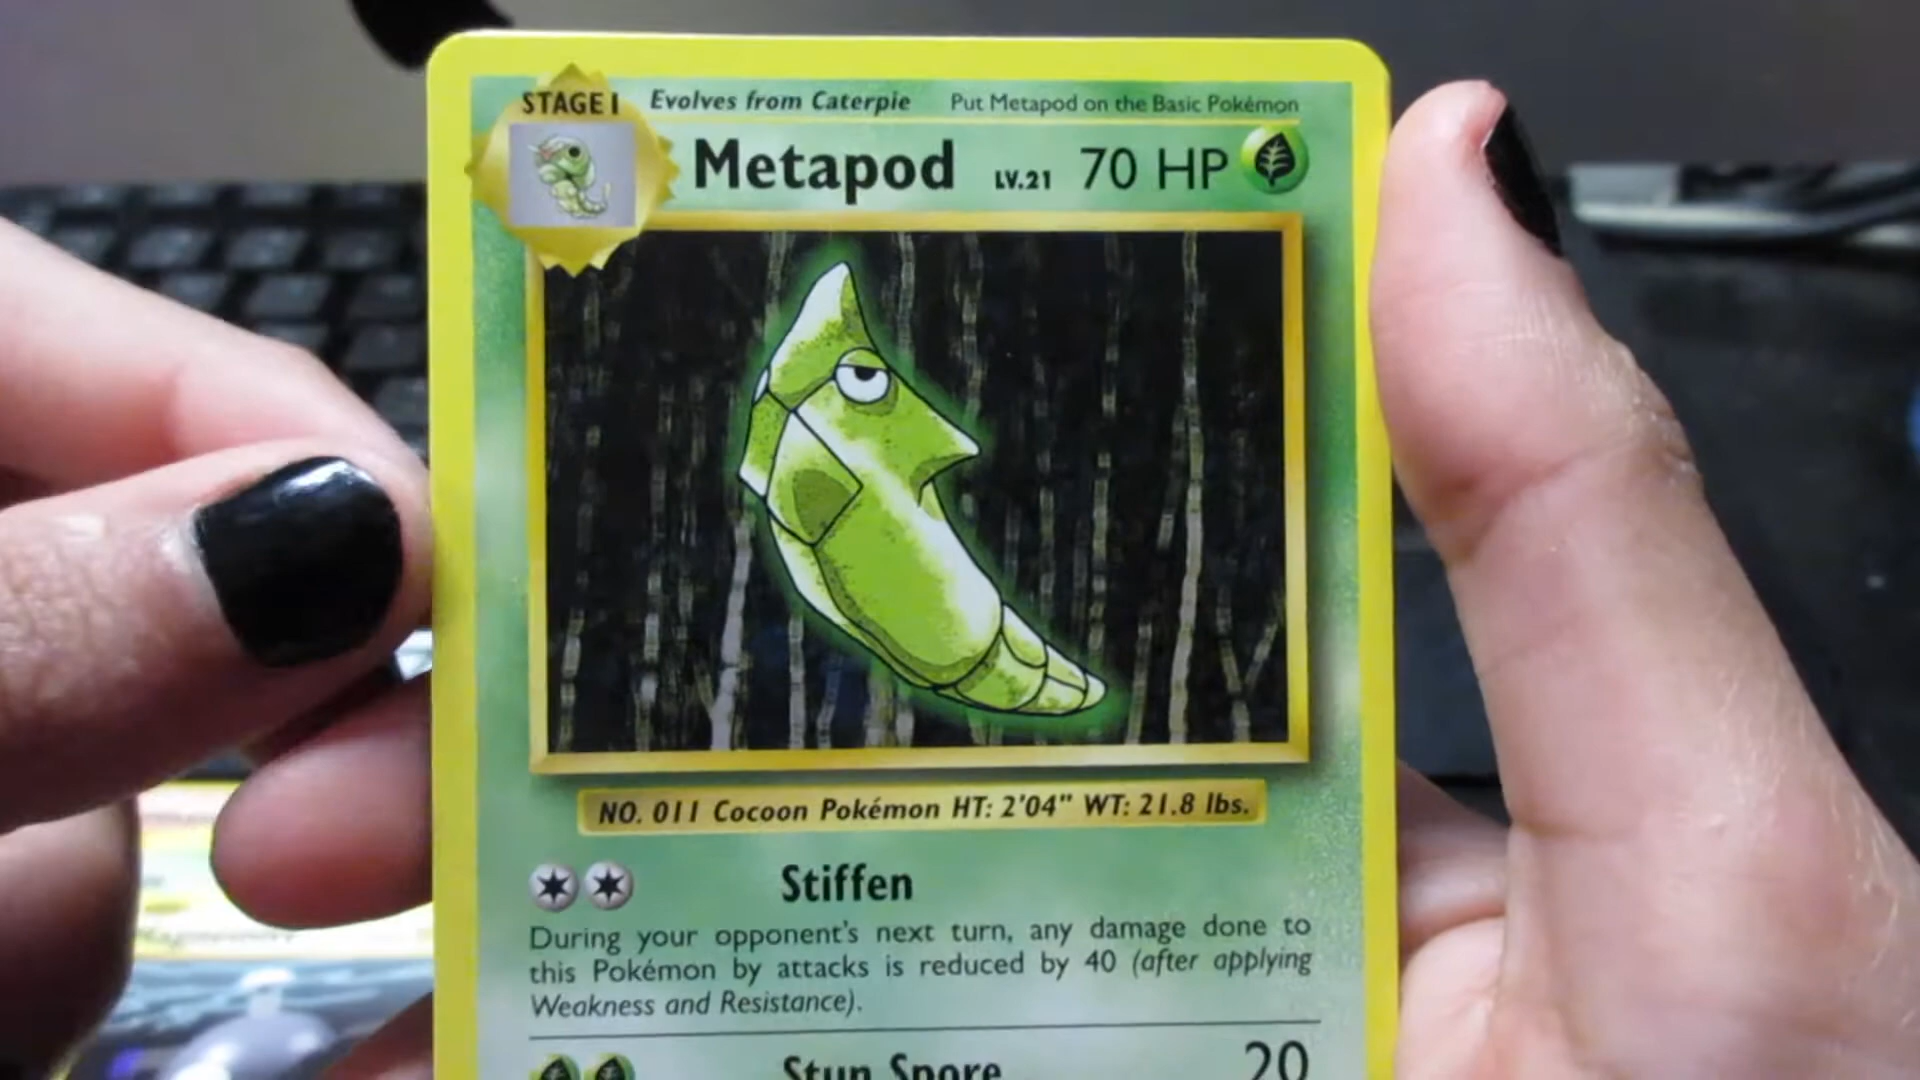 STAGE I Evolves from Caterpie Put Metapod on the Basic Pokémon
Metapod LV.21 70 HP
NO. 011 Cocoon Pokémon HT: 2'04" WT: 21.8 lbs.
Stiffen
During your opponent's next turn, any damage done to
this Pokémon by attacks is reduced by 40 (after applying
Weakness and Resistance).
Stun Spore 20